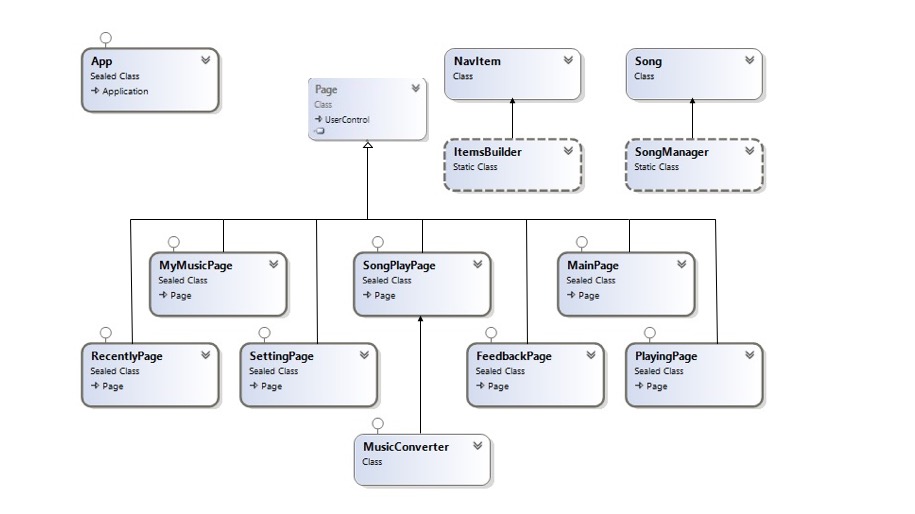 App
Sealed Class
Application
Page
Class
UserControl
NavItem
Class
Song
Class
ItemsBuilder
Static Class
SongManager
Static Class
MyMusicPage
Sealed Class
Page
SongPlayPage
Sealed Class
Page
MainPage
Sealed Class
Page
RecentlyPage
Sealed Class
Page
SettingPage
Sealed Class
Page
FeedbackPage
Sealed Class
Page
PlayingPage
Sealed Class
Page
MusicConverter
Class